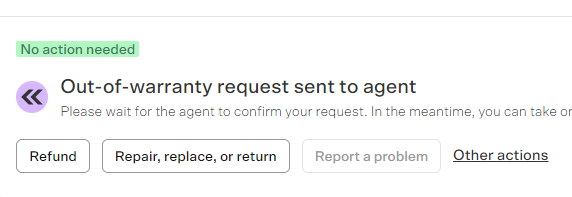 No action needed
Out-of-warranty request sent to agent
Please wait for the agent to confirm your request. In the meantime, you can take or
Refund
Repair, replace, or return
Report a problem
Other actions